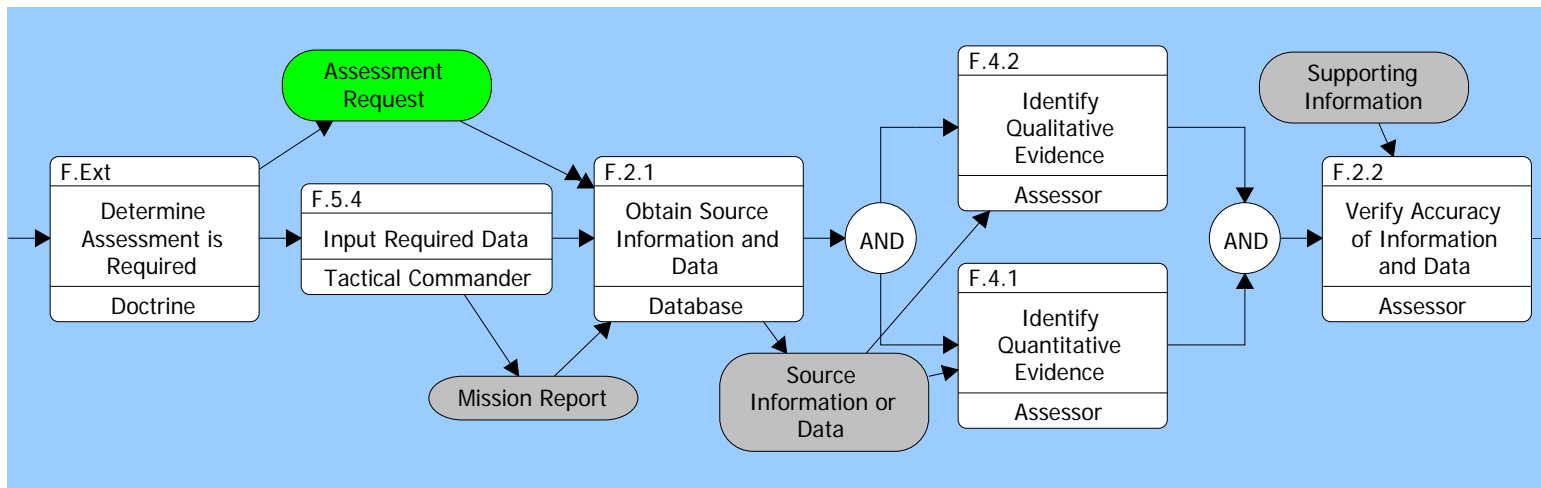 Assessment
Request
F.Ext
Determine
Assessment is
Required
Doctrine
F.5.4
Input Required Data
Tactical Commander
Mission Report
F.2.1
Obtain Source
Information and
Data
Database
Source
Information or
Data
AND
F.4.2
Identify
Qualitative
Evidence
Assessor
F.4.1
Identify
Quantitative
Evidence
Assessor
AND
Supporting
Information
F.2.2
Verify Accuracy
of Information
and Data
Assessor